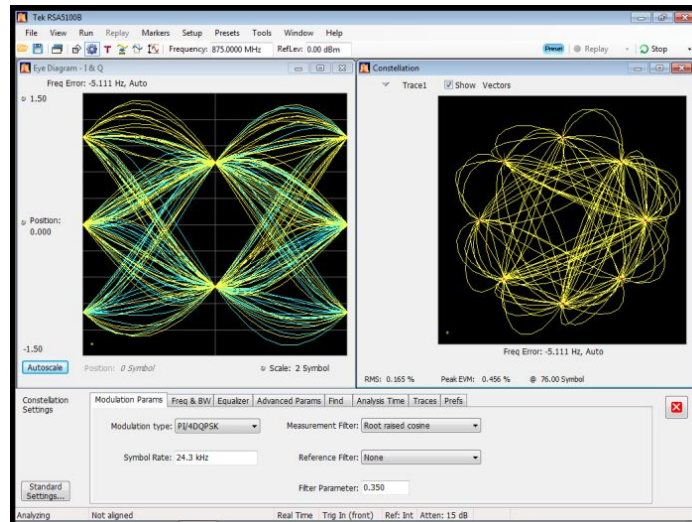 Tek RSA5100B
File View Run Replay Markers Setup Presets Tools Window Help
T Frequency: 875.0000 MHz RefLev: 0.00 dBm Preset Replay Stop
Eye Diagram - I & Q
Freq Error: -5.111 Hz, Auto
1.50
Position:
0.000
-1.50
Autoscale Position: 0 Symbol Scale: 2 Symbol
Constellation
Trace1 Show Vectors
Freq Error: -5.111 Hz, Auto
RMS: 0.165 % Peak EVM: 0.456 % @ 76.00 Symbol
Constellation
Settings
Modulation Params Freq & BW Equalizer Advanced Params Find Analysis Time Traces Prefs
Modulation type: PI/4DQPSK Measurement Filter: Root raised cosine
Symbol Rate: 24.3 kHz Reference Filter: None
Filter Parameter: 0.350
Standard
Settings...
Analyzing Not aligned Real Time Trig In (front) Ref: Int Atten: 15 dB